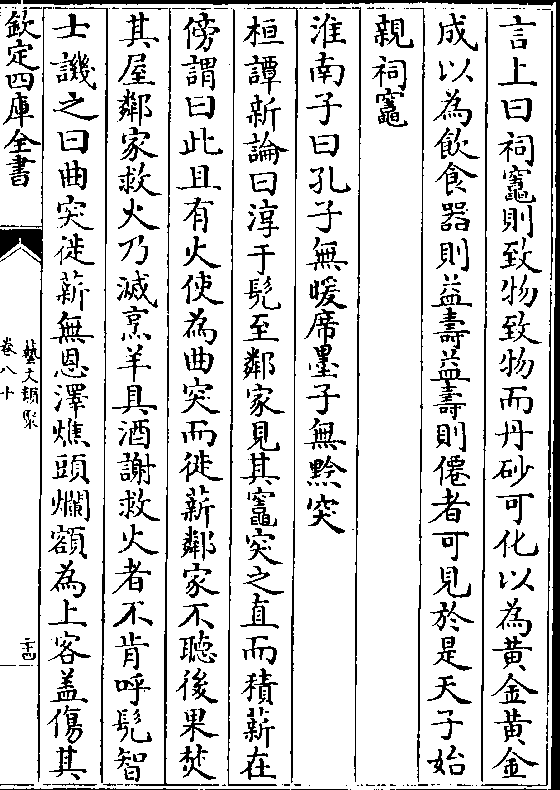 言上曰祠竈則致物致物而丹砂可化以為黃金黃金
成以為飲食器則益壽益壽則僊者可見於是天子始
親祠竈
淮南子曰孔子無暖席墨子無黔突
桓譚新論曰淳于髠至鄰家見其竈突之直而積薪在
傍謂曰此且有火使為曲突而徙薪鄰家不聽後果焚
其屋鄰家救火乃滅烹羊具酒謝救火者不肯呼髠智
士譏之曰曲突徙薪無恩澤燋頭爛額為上客盖傷其
欽定四庫全書
藝文類聚
卷八十
二十四